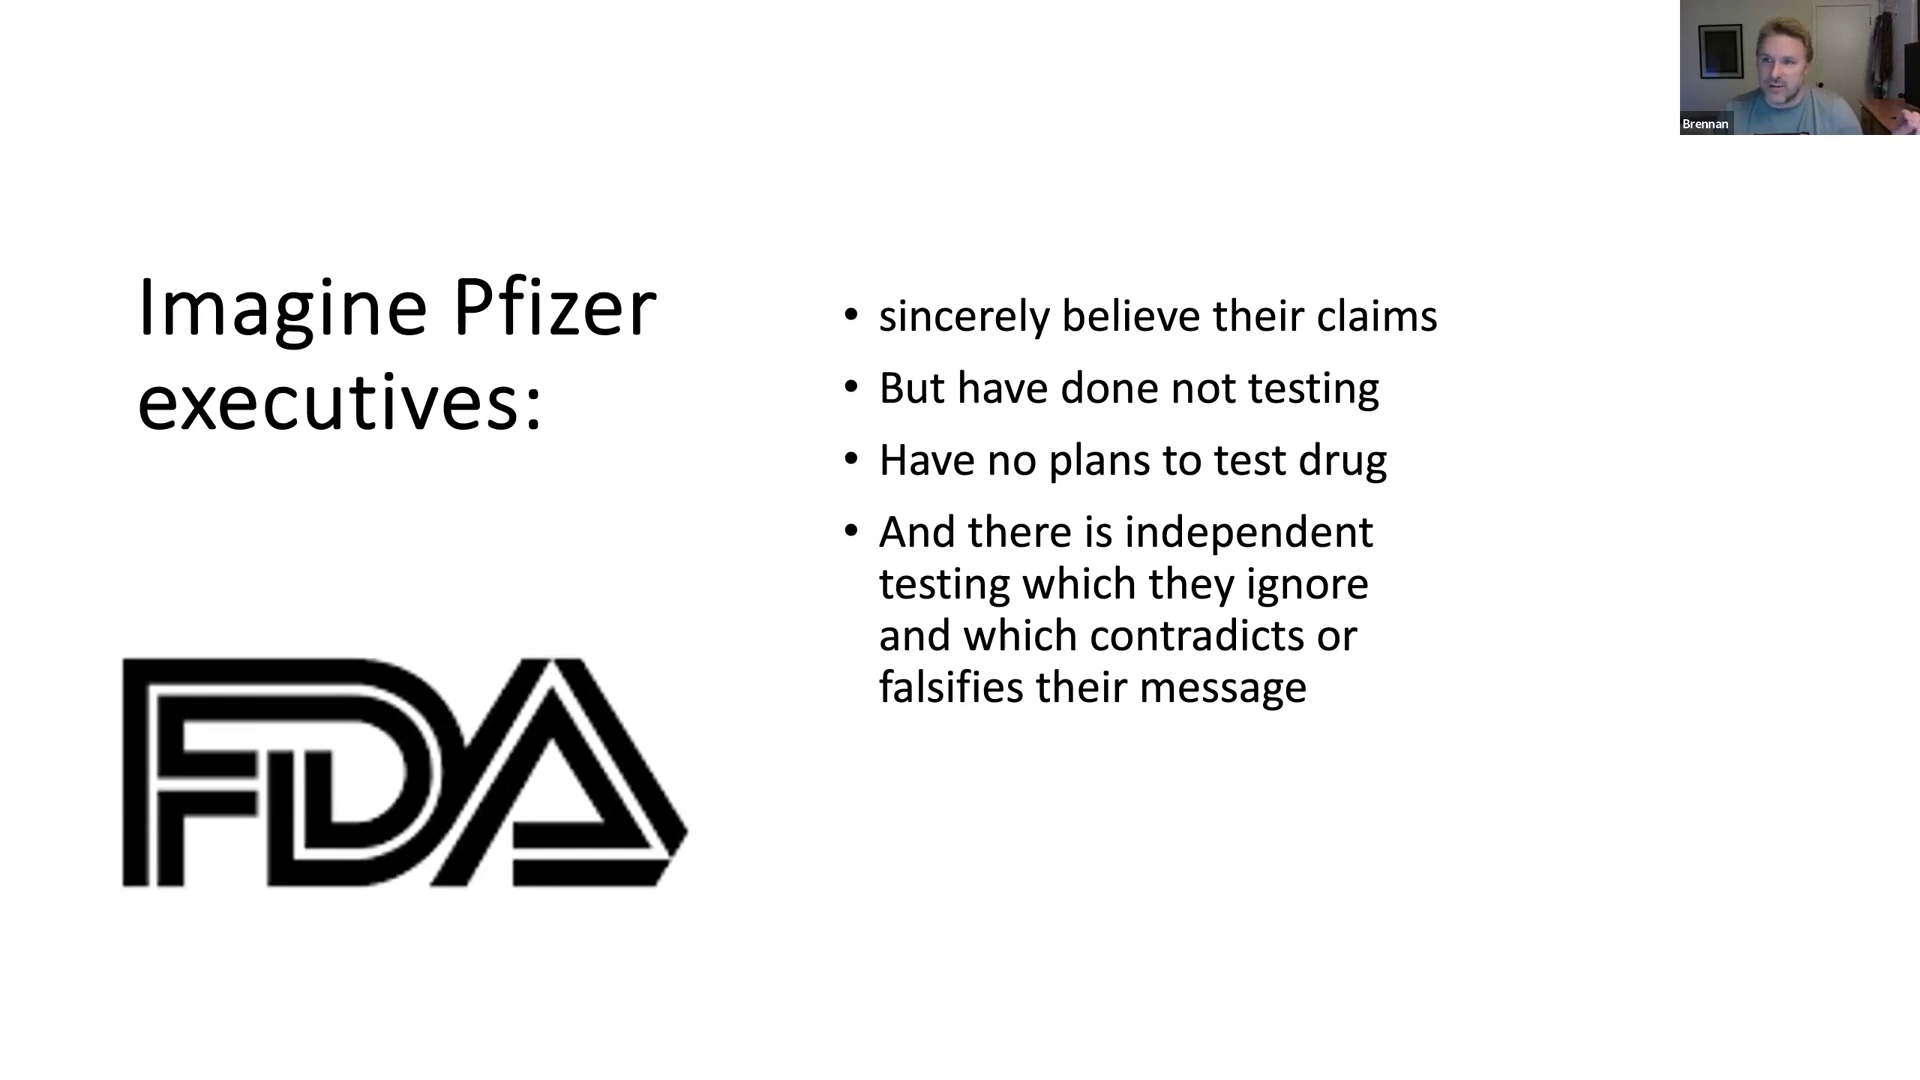 Brennan
Imagine Pfizer
executives:
• sincerely believe their claims
• But have done not testing
• Have no plans to test drug
• And there is independent
testing which they ignore
and which contradicts or
falsifies their message
FDA